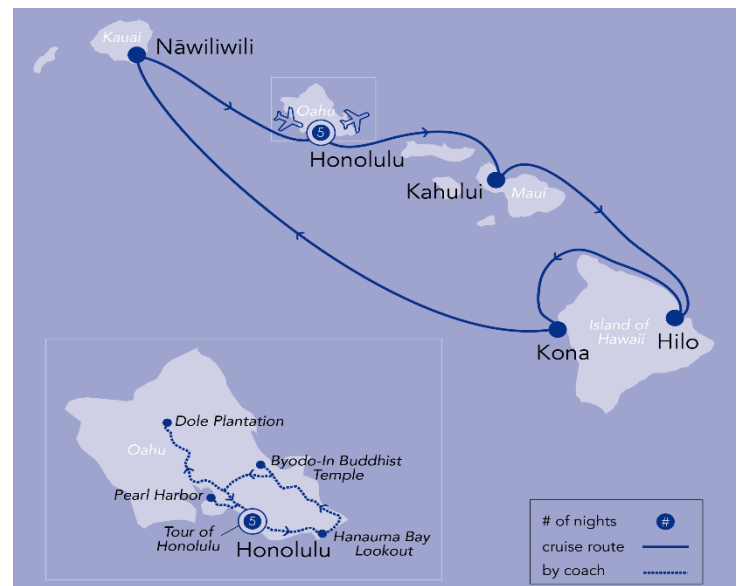 Kauai
Nāwiliwili
Oahu
5
Honolulu
Kahului
Maui
Island of
Hawaii
Kona
Hilo
Dole Plantation
Oahu
Byodo-In Buddhist
Temple
Pearl Harbor
5
Tour of
Honolulu
Honolulu
Hanauma Bay
Lookout
# of nights #
cruise route
by coach